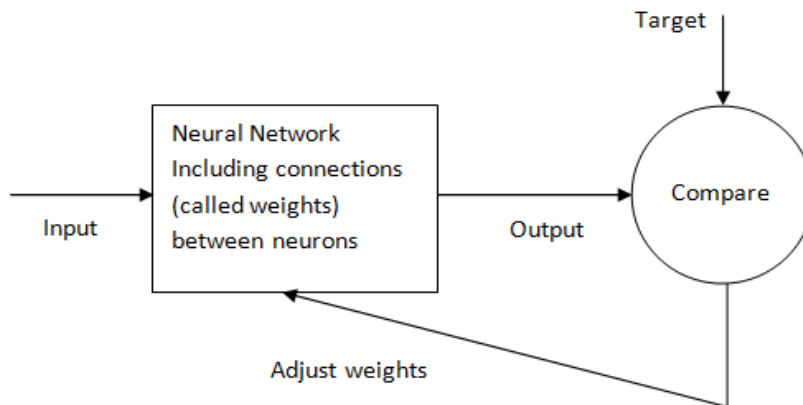 Target
Neural Network
Including connections
(called weights)
between neurons
Compare
Input
Output
Adjust weights